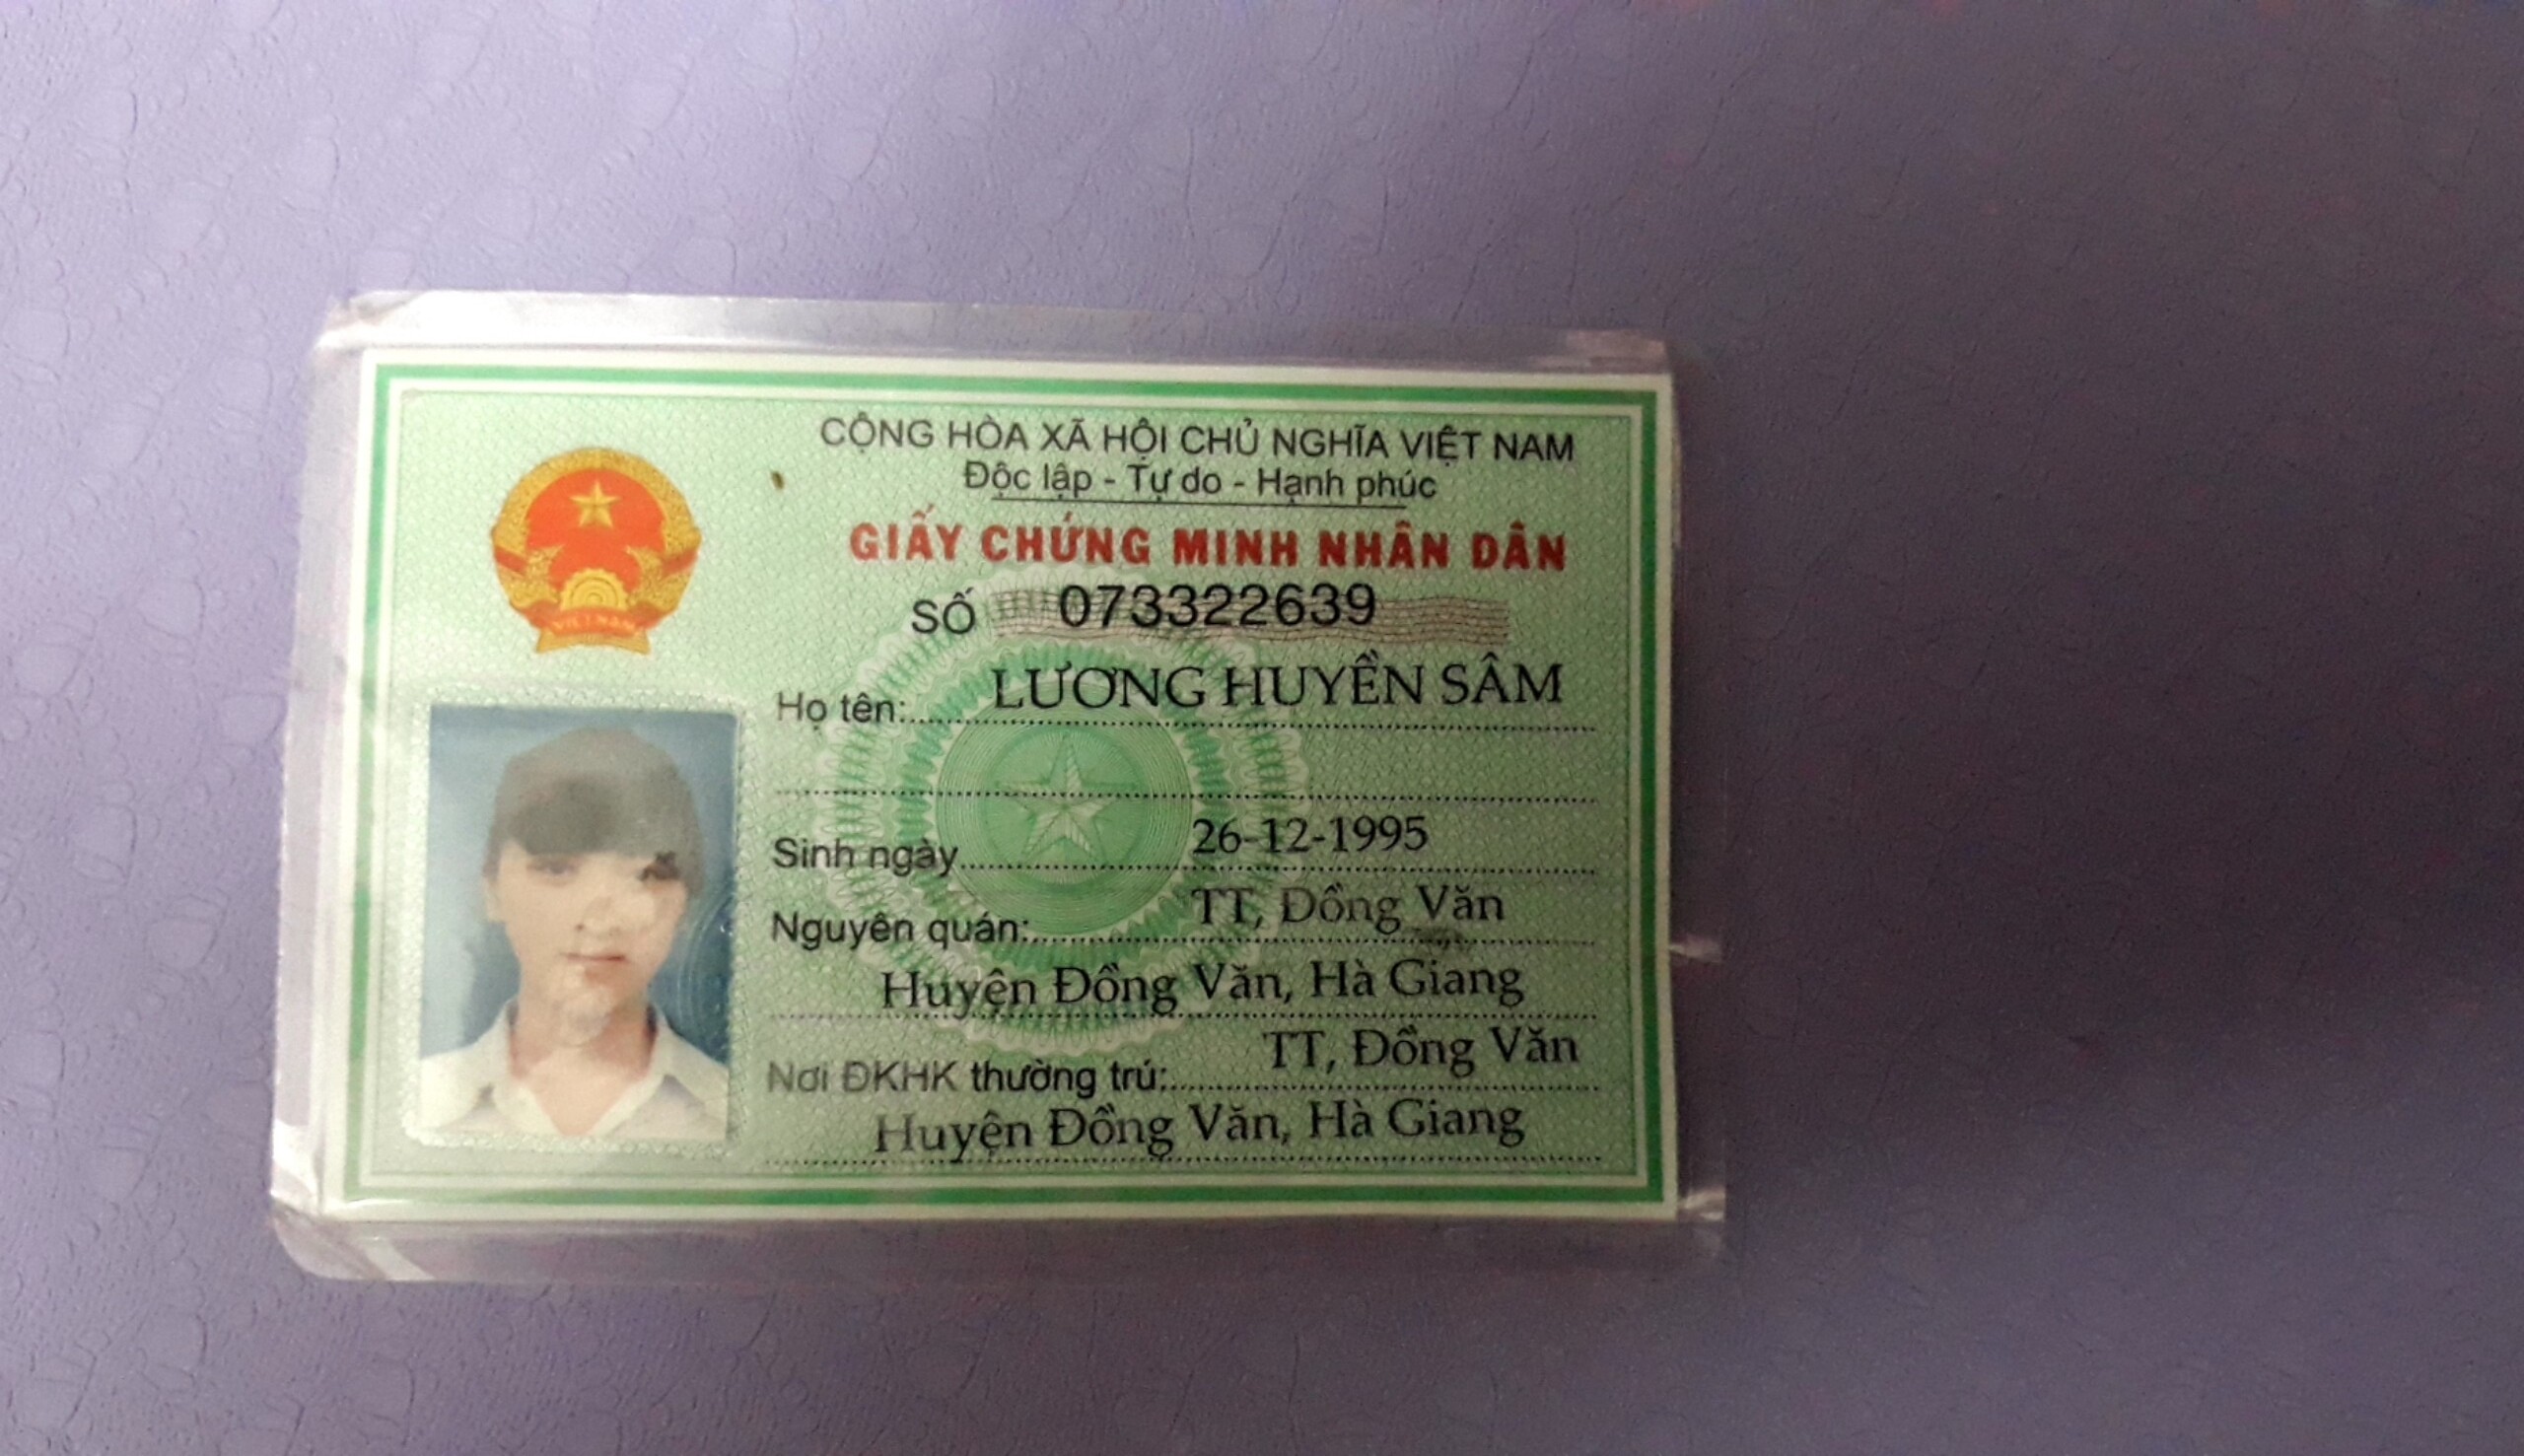 CỘNG HÒA XÃ HỘI CHỦ NGHĨA VIỆT NAM
Độc lập - Tự do - Hạnh phúc
GIẤY CHỨNG MINH NHÂN DÂN
SỐ 073322639
Họ tên: LƯƠNG HUYỀN SÂM
Sinh ngày 26-12-1995
Nguyên quán: TT, Đồng Văn
Huyện Đồng Văn, Hà Giang
Nơi ĐKHK thường trú: TT, Đồng Văn
Huyện Đồng Văn, Hà Giang
VIỆT NAM